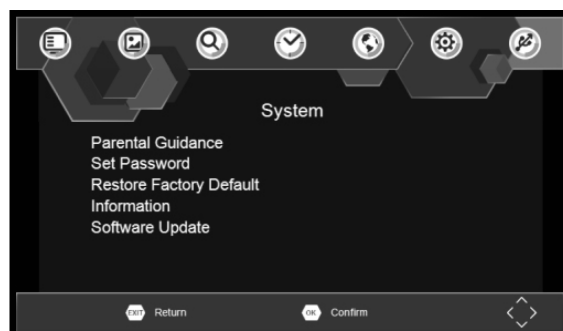 System
Parental Guidance
Set Password
Restore Factory Default
Information
Software Update
EXIT Return OK Confirm